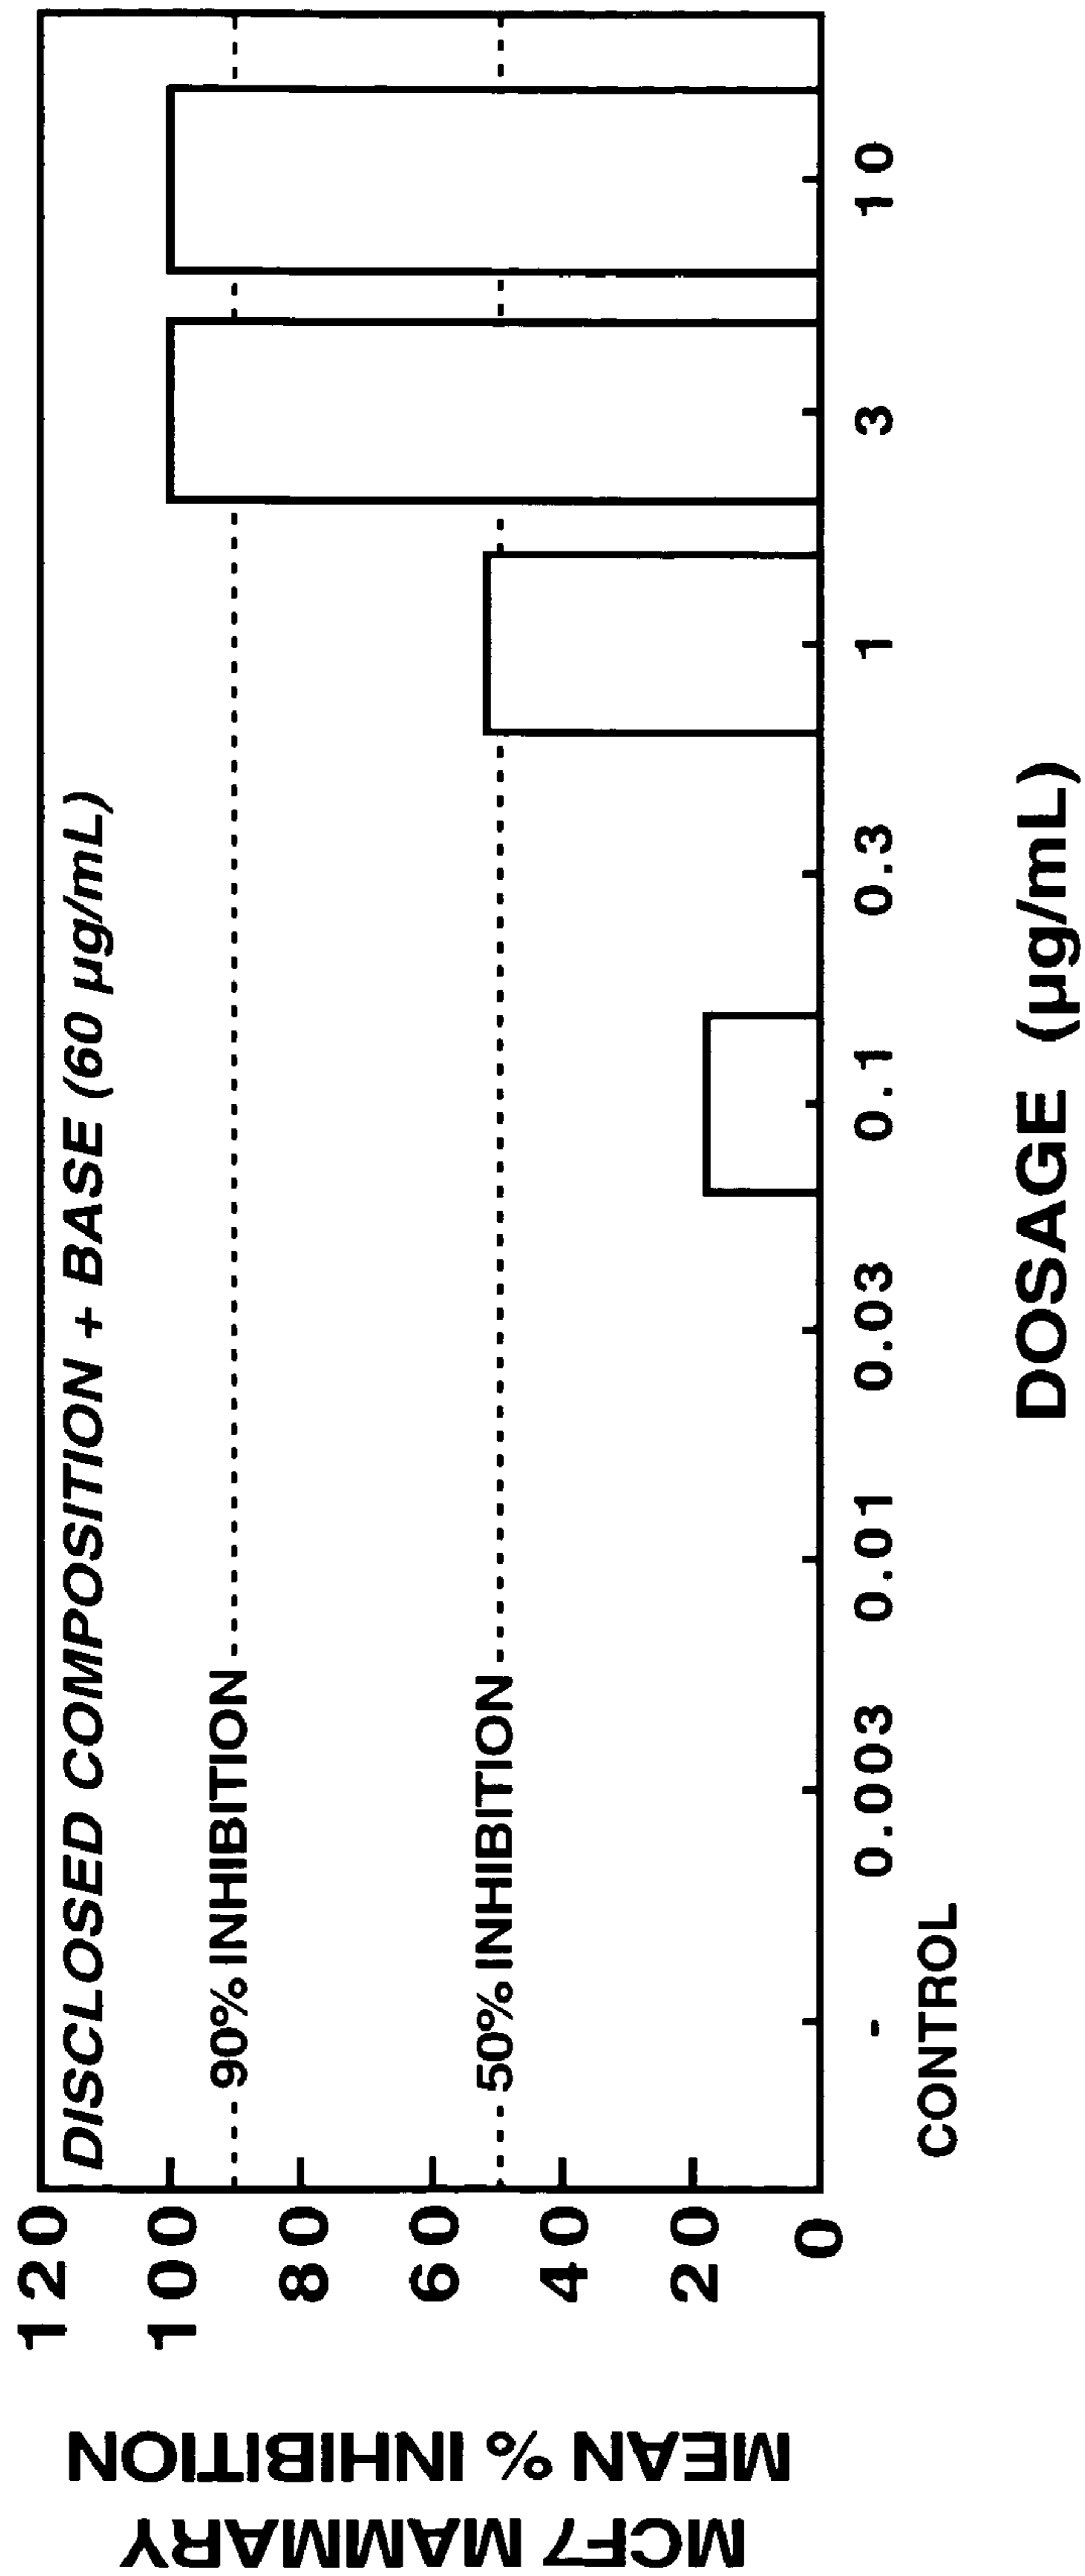 DISCLOSED COMPOSITION + BASE (60 µg/mL)
MCF7 MAMMARY
MEAN % INHIBITION
120
100
80
60
40
20
0
90% INHIBITION
50% INHIBITION
- 0.003 0.01 0.03 0.1 0.3 1 3 10
CONTROL
DOSAGE (µg/mL)